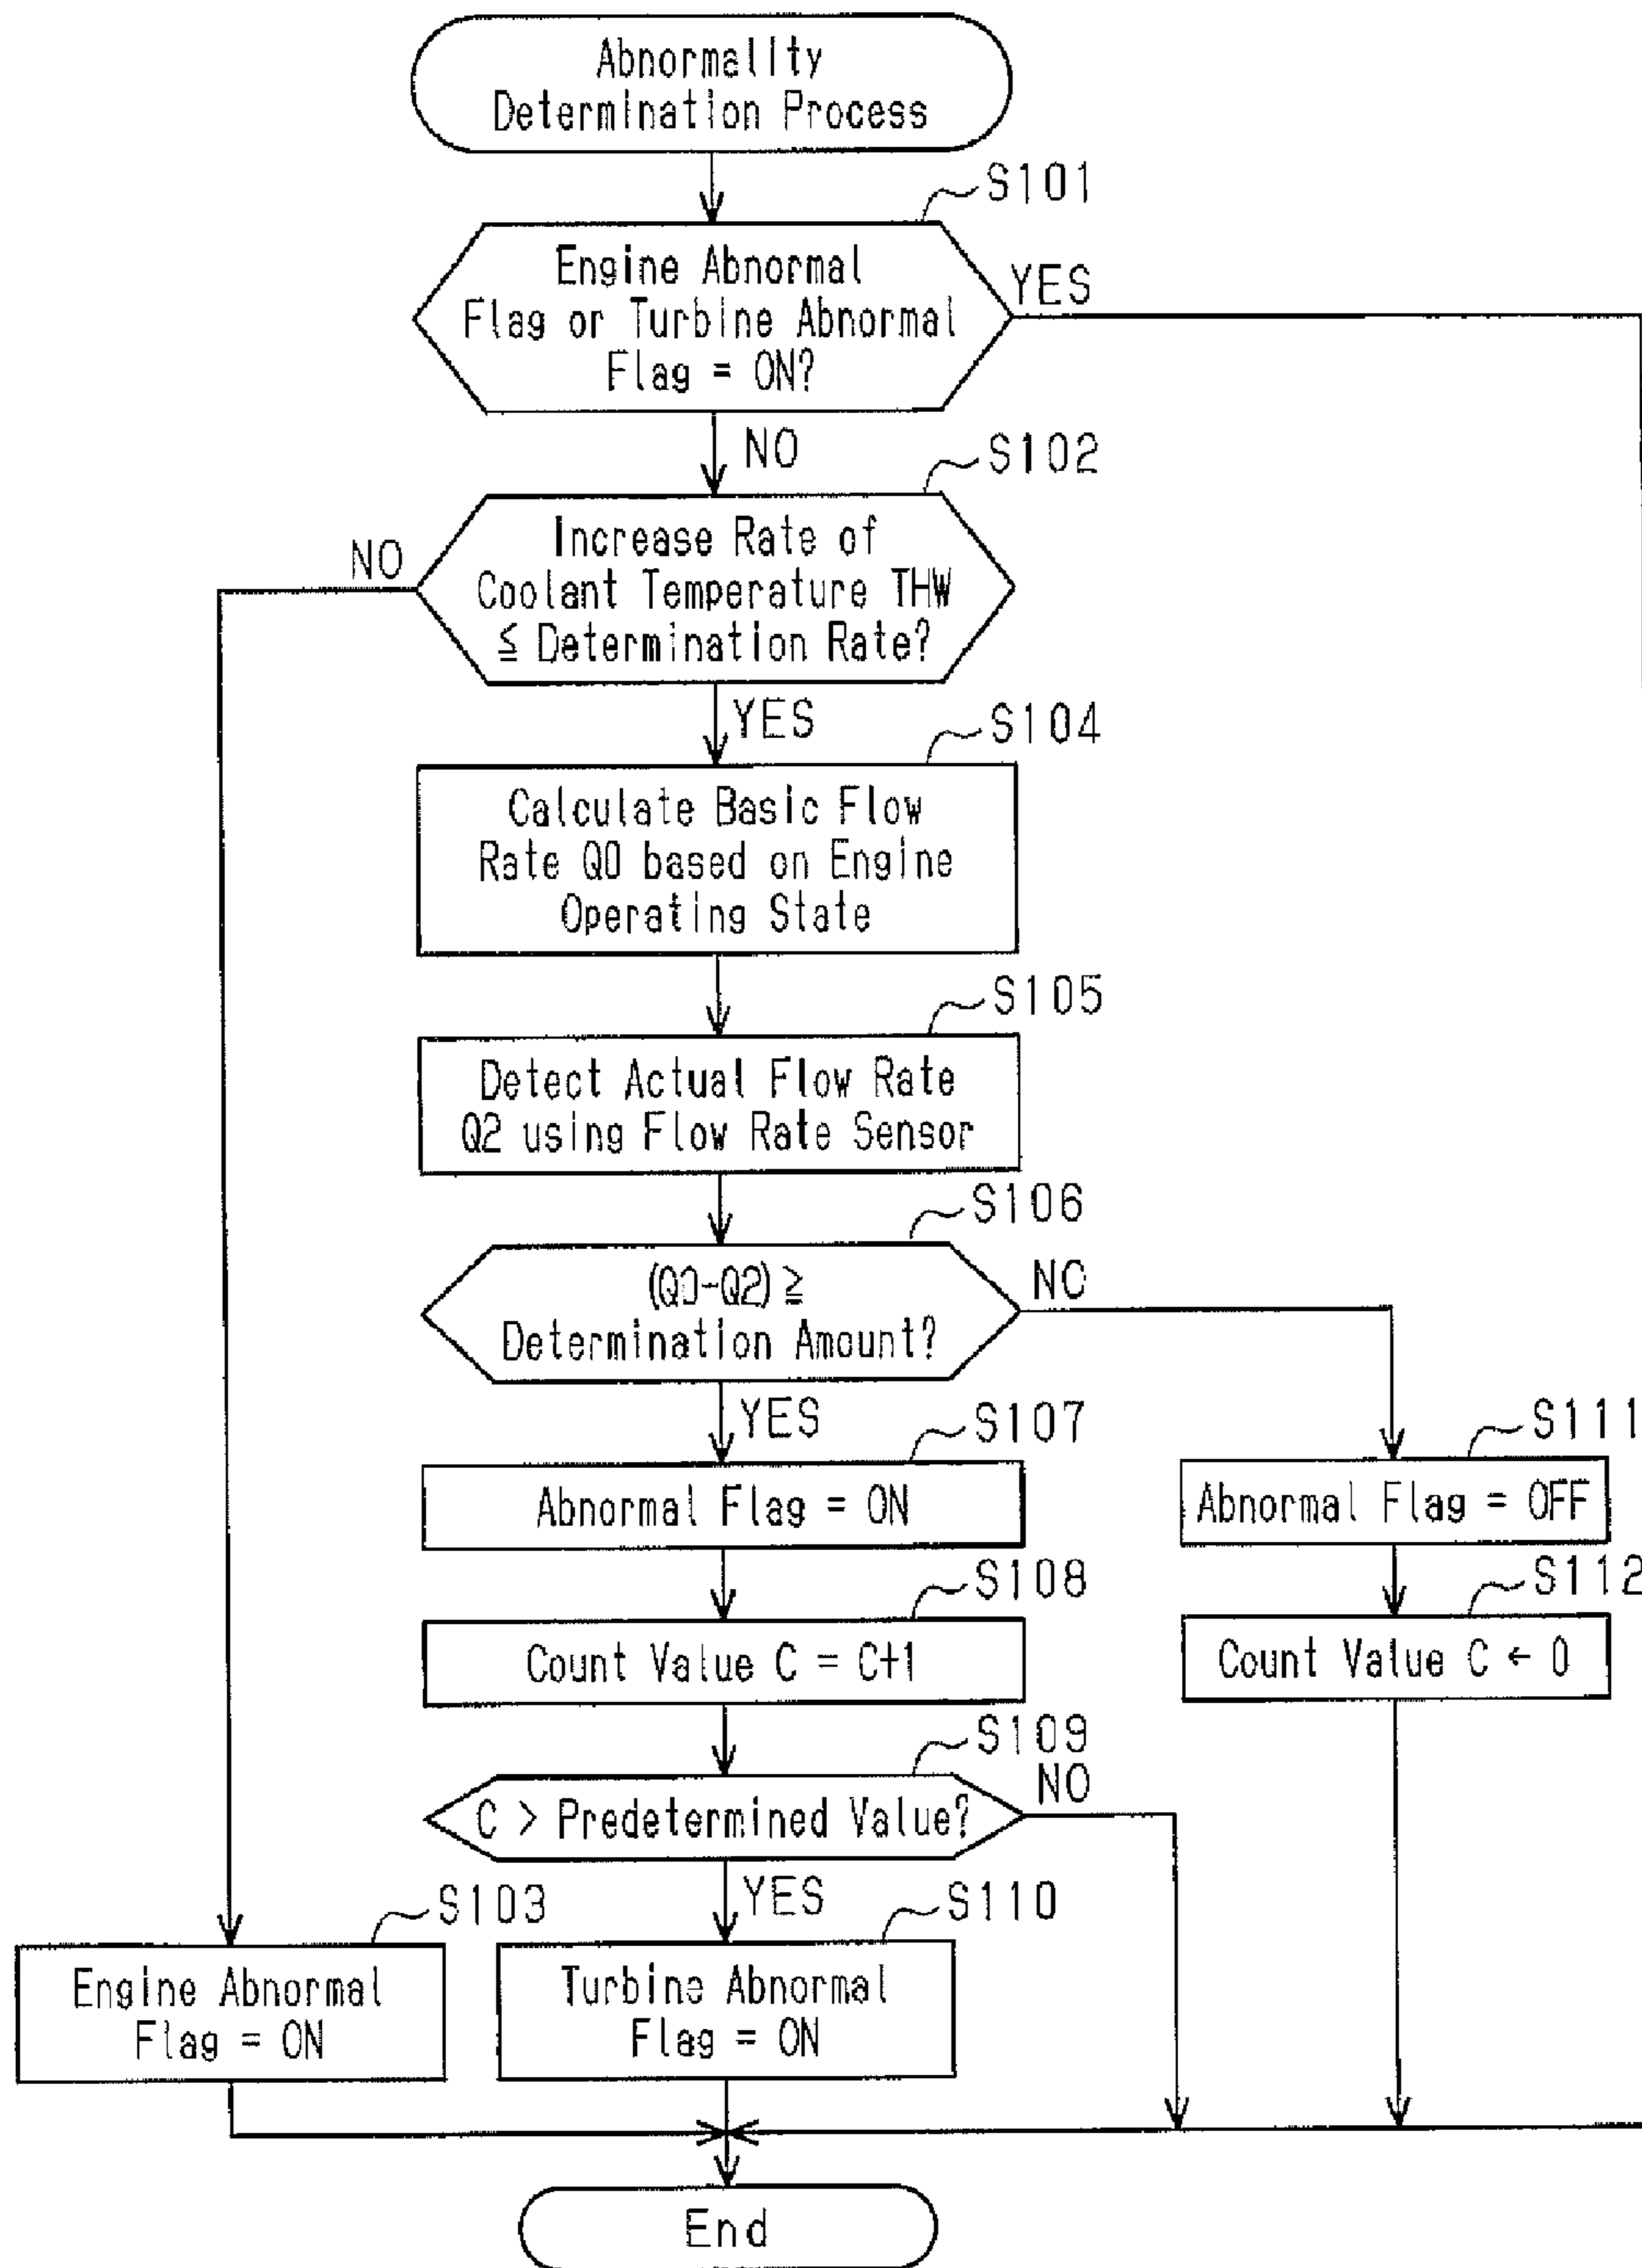 Abnormality
Determination Process
S101
Engine Abnormal
Flag or Turbine Abnormal
Flag = ON?
YES
NO
S102
Increase Rate of
Coolant Temperature THW
≦ Determination Rate?
NO
YES
S104
Calculate Basic Flow
Rate Q0 based on Engine
Operating State
S105
Detect Actual Flow Rate
Q2 using Flow Rate Sensor
S106
(Q0-Q2) ≧
Determination Amount?
NO
YES
S107
Abnormal Flag = ON
S111
Abnormal Flag = OFF
S108
Count Value C = C+1
S112
Count Value C ← 0
S109
C > Predetermined Value?
NO
YES
S103
Engine Abnormal
Flag = ON
S110
Turbine Abnormal
Flag = ON
End